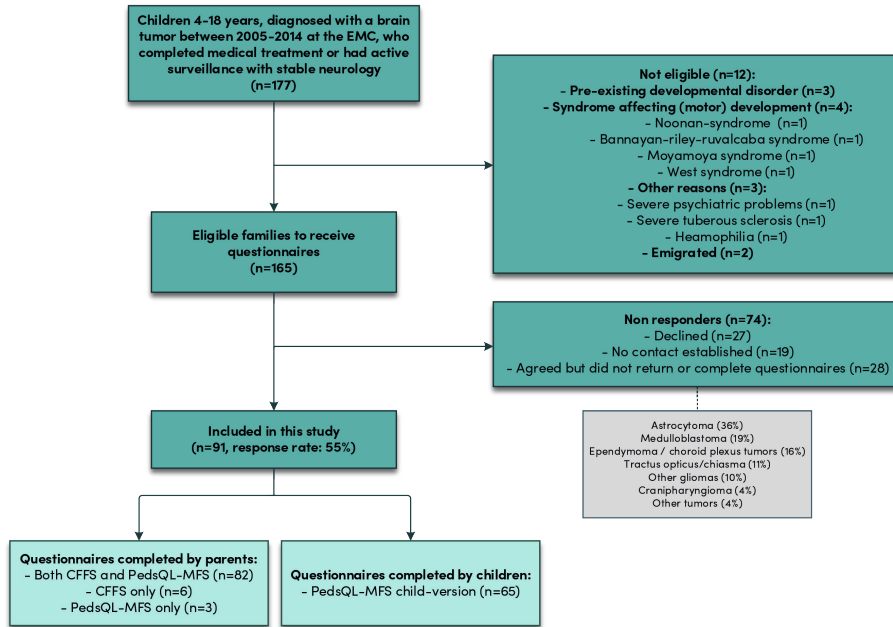 Children 4-18 years, diagnosed with a brain
tumor between 2005-2014 at the EMC, who
completed medical treatment or had active
surveillance with stable neurology
(n=177)
Not eligible (n=12):
- Pre-existing developmental disorder (n=3)
- Syndrome affecting (motor) development (n=4):
- Noonan-syndrome (n=1)
- Bannayan-riley-ruvalcaba syndrome (n=1)
- Moyamoya syndrome (n=1)
- West syndrome (n=1)
- Other reasons (n=3):
- Severe psychiatric problems (n=1)
- Severe tuberous sclerosis (n=1)
- Heamophilia (n=1)
- Emigrated (n=2)
Eligible families to receive
questionnaires
(n=165)
Non responders (n=74):
- Declined (n=27)
- No contact established (n=19)
- Agreed but did not return or complete questionnaires (n=28)
Astrocytoma (36%)
Medulloblastoma (19%)
Ependymoma / choroid plexus tumors (16%)
Tractus opticus/chiasma (11%)
Other gliomas (10%)
Cranipharyngioma (4%)
Other tumors (4%)
Included in this study
(n=91, response rate: 55%)
Questionnaires completed by parents:
- Both CFFS and PedsQL-MFS (n=82)
- CFFS only (n=6)
- PedsQL-MFS only (n=3)
Questionnaires completed by children:
- PedsQL-MFS child-version (n=65)